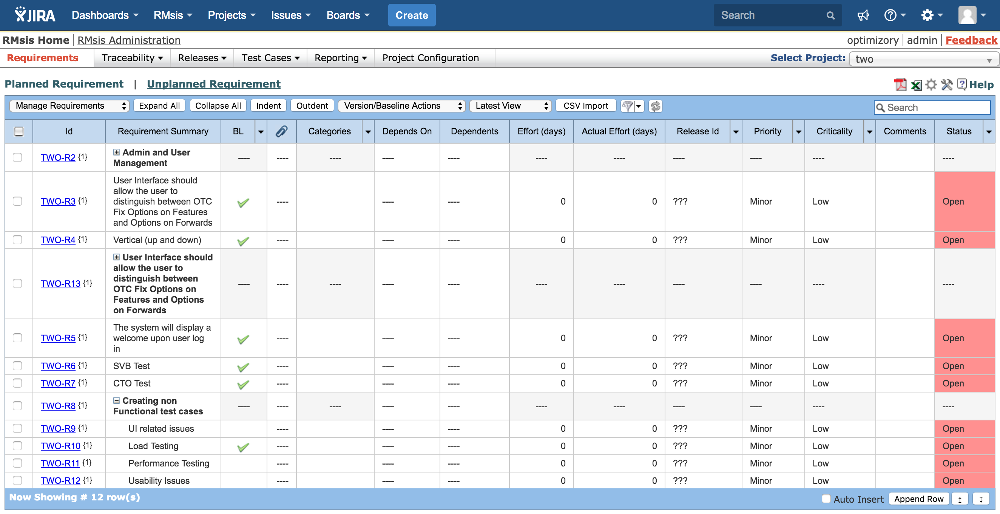 JIRA Dashboards RMsis Projects Issues Boards Create Search
RMsis Home RMsis Administration optimizory admin Feedback
Requirements Traceability Releases Test Cases Reporting Project Configuration Select Project: two
Planned Requirement | Unplanned Requirement Help
Manage Requirements Expand All Collapse All Indent Outdent Version/Baseline Actions Latest View CSV Import Search
Id Requirement Summary BL Categories Depends On Dependents Effort (days) Actual Effort (days) Release Id Priority Criticality Comments Status
TWO-R2 {1} Admin and User
Management ---- ---- ---- ---- ---- ---- ---- ---- ---- ---- ----
User Interface should
allow the user to
TWO-R3 {1} distinguish between OTC ---- ---- ---- 0 0 ??? Minor Low Open
Fix Options on Features
and Options on Forwards
TWO-R4 {1} Vertical (up and down) ---- ---- ---- 0 0 ??? Minor Low Open
User Interface should
allow the user to
distinguish between
TWO-R13 {1} OTC Fix Options on ---- ---- ---- ---- ---- ---- ---- ---- ---- ---- ----
Features and Options
on Forwards
The system will display a
TWO-R5 {1} welcome upon user log ---- ---- ---- 0 0 ??? Minor Low Open
in
TWO-R6 {1} SVB Test ---- ---- ---- 0 0 ??? Minor Low Open
TWO-R7 {1} CTO Test ---- ---- ---- 0 0 ??? Minor Low Open
TWO-R8 {1} Creating non
Functional test cases ---- ---- ---- ---- ---- ---- ---- ---- ---- ---- ----
TWO-R9 {1} UI related issues ---- ---- ---- 0 0 ??? Minor Low Open
TWO-R10 {1} Load Testing ---- ---- ---- 0 0 ??? Minor Low Open
TWO-R11 {1} Performance Testing ---- ---- ---- 0 0 ??? Minor Low Open
TWO-R12 {1} Usability Issues ---- ---- ---- 0 0 ??? Minor Low Open
Now Showing # 12 row(s) Auto Insert Append Row